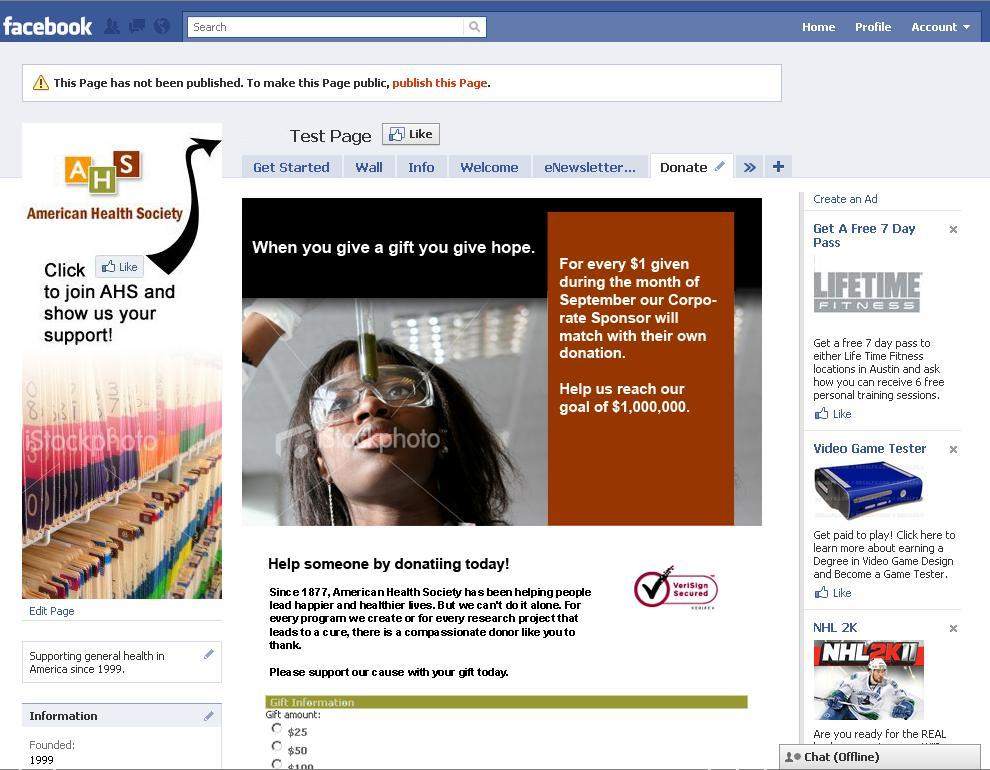 facebook
Search
Home Profile Account
This Page has not been published. To make this Page public, publish this Page.
Test Page
Like
Get Started Wall Info Welcome eNewsletter... Donate » +
A H S
American Health Society
Click Like
to join AHS and
show us your
support!
iStockphoto
Edit Page
Supporting general health in
America since 1999.
Information
Founded:
1999
When you give a gift you give hope.
For every $1 given
during the month of
September our Corpo-
rate Sponsor will
match with their own
donation.
Help us reach our
goal of $1,000,000.
iStockphoto
Help someone by donatiing today!
VeriSign
Secured
VERIFY
Since 1877, American Health Society has been helping people
lead happier and healthier lives. But we can't do it alone. For
every program we create or for every research project that
leads to a cure, there is a compassionate donor like you to
thank.
Please support our cause with your gift today.
Gift Information
Gift amount:
$25
$50
$100
Create an Ad
Get A Free 7 Day
Pass
LIFETIME
FITNESS
Get a free 7 day pass to
either Life Time Fitness
locations in Austin and ask
how you can receive 6 free
personal training sessions.
Like
Video Game Tester
Get paid to play! Click here to
learn more about earning a
Degree in Video Game Design
and Become a Game Tester.
Like
NHL 2K
NHL2K11
Are you ready for the REAL
Chat (Offline)